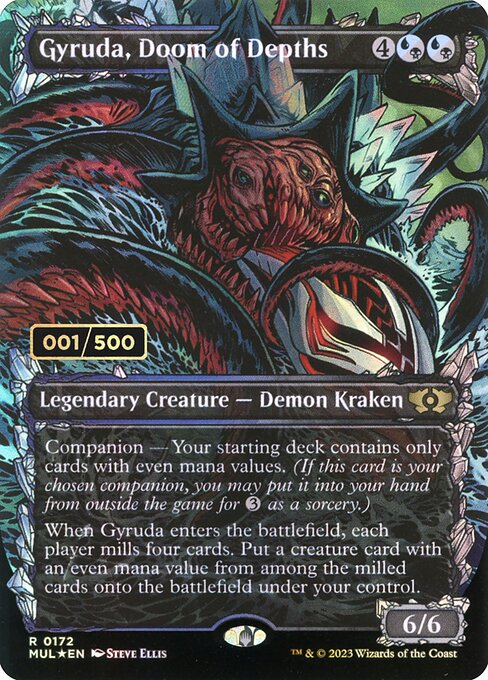 Gyruda, Doom of Depths 4
001/500
Legendary Creature — Demon Kraken
Companion — Your starting deck contains only
cards with even mana values. (If this card is your
chosen companion, you may put it into your hand
from outside the game for 3 as a sorcery.)
When Gyruda enters the battlefield, each
player mills four cards. Put a creature card with
an even mana value from among the milled
cards onto the battlefield under your control.
6/6
R 0172
MUL★EN Steve Ellis
™ & © 2023 Wizards of the Coast